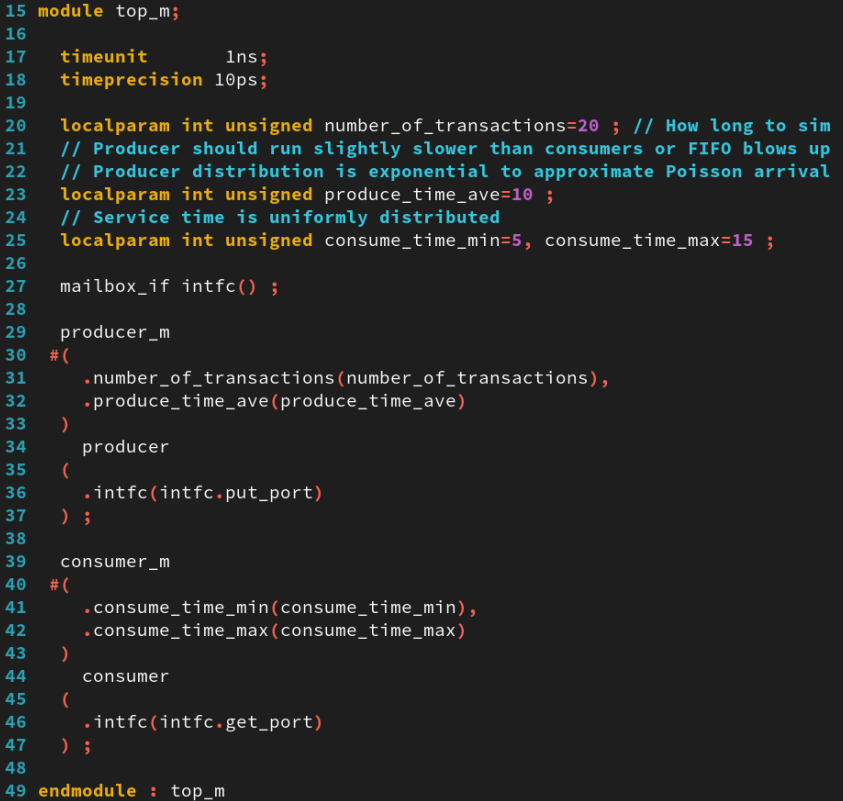 15 module top_m;
16
17   timeunit       1ns;
18   timeprecision 10ps;
19
20   localparam int unsigned number_of_transactions=20 ; // How long to sim
21   // Producer should run slightly slower than consumers or FIFO blows up
22   // Producer distribution is exponential to approximate Poisson arrival
23   localparam int unsigned produce_time_ave=10 ;
24   // Service time is uniformly distributed
25   localparam int unsigned consume_time_min=5, consume_time_max=15 ;
26
27   mailbox_if intfc() ;
28
29   producer_m
30  #(
31     .number_of_transactions(number_of_transactions),
32     .produce_time_ave(produce_time_ave)
33   )
34     producer
35   (
36     .intfc(intfc.put_port)
37   ) ;
38
39   consumer_m
40  #(
41     .consume_time_min(consume_time_min),
42     .consume_time_max(consume_time_max)
43   )
44     consumer
45   (
46     .intfc(intfc.get_port)
47   ) ;
48
49 endmodule : top_m